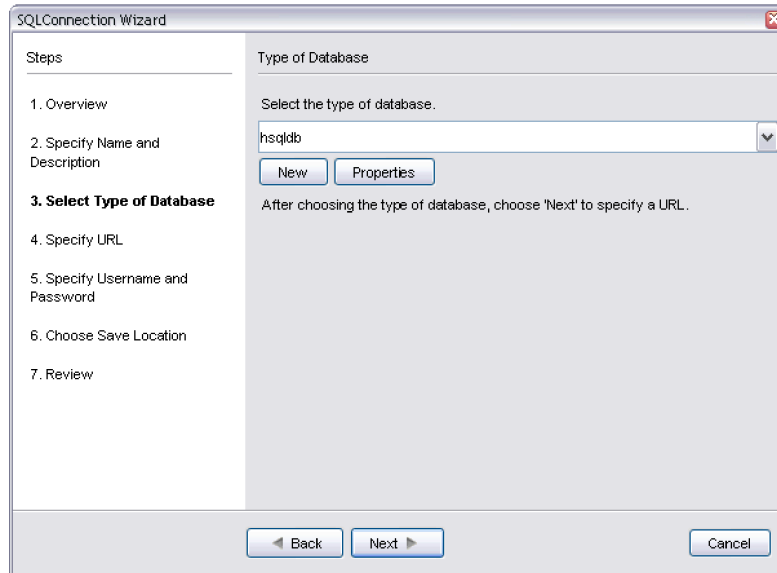 SQLConnection Wizard
Steps
1. Overview
2. Specify Name and
Description
3. Select Type of Database
4. Specify URL
5. Specify Username and
Password
6. Choose Save Location
7. Review
Type of Database
Select the type of database.
hsqldb
New
Properties
After choosing the type of database, choose 'Next' to specify a URL.
Back
Next
Cancel